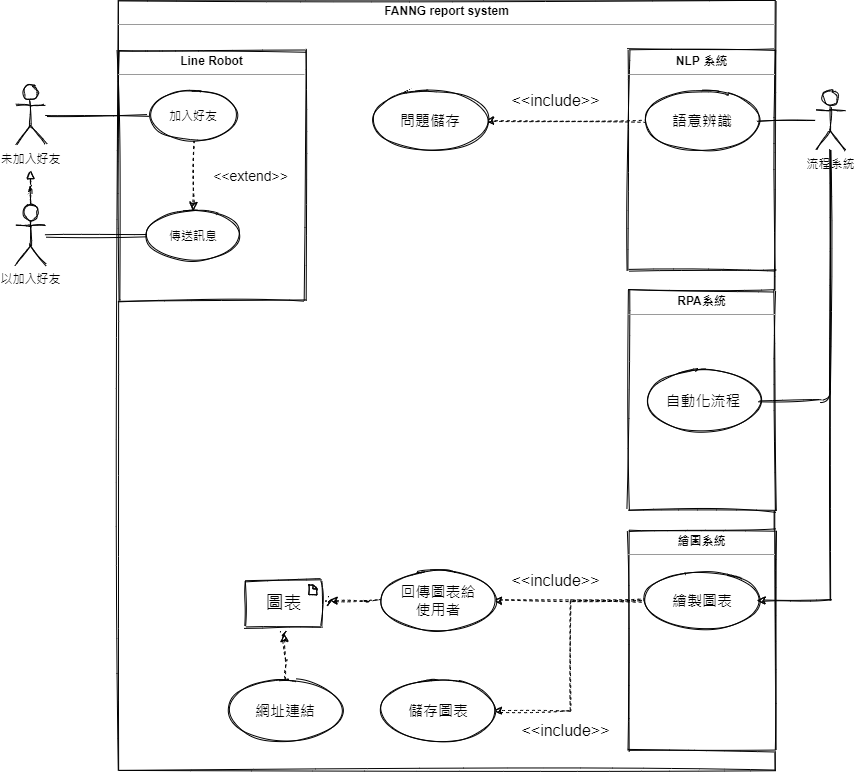 FANNG report system
Line Robot
NLP 系統
加入好友
問題儲存
<<include>>
語意辨識
未加入好友
流程系統
<<extend>>
傳送訊息
以加入好友
RPA系統
自動化流程
繪圖系統
圖表
回傳圖表給
使用者
<<include>>
繪製圖表
網址連結
儲存圖表
<<include>>